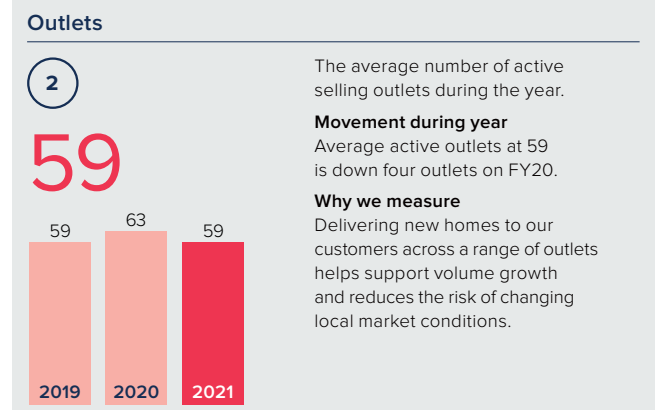 Outlets
2
59
59
63
59
2019
2020
2021
The average number of active
selling outlets during the year.
Movement during year
Average active outlets at 59
is down four outlets on FY20.
Why we measure
Delivering new homes to our
customers across a range of outlets
helps support volume growth
and reduces the risk of changing
local market conditions.